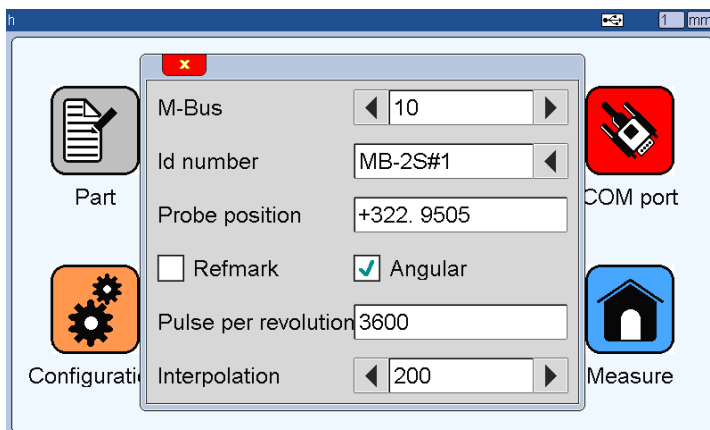 h
1 mm
x
M-Bus 10
Id number MB-2S#1
Part
COM port
Probe position +322. 9505
Refmark Angular
Pulse per revolution 3600
Configurati
Interpolation 200
Measure